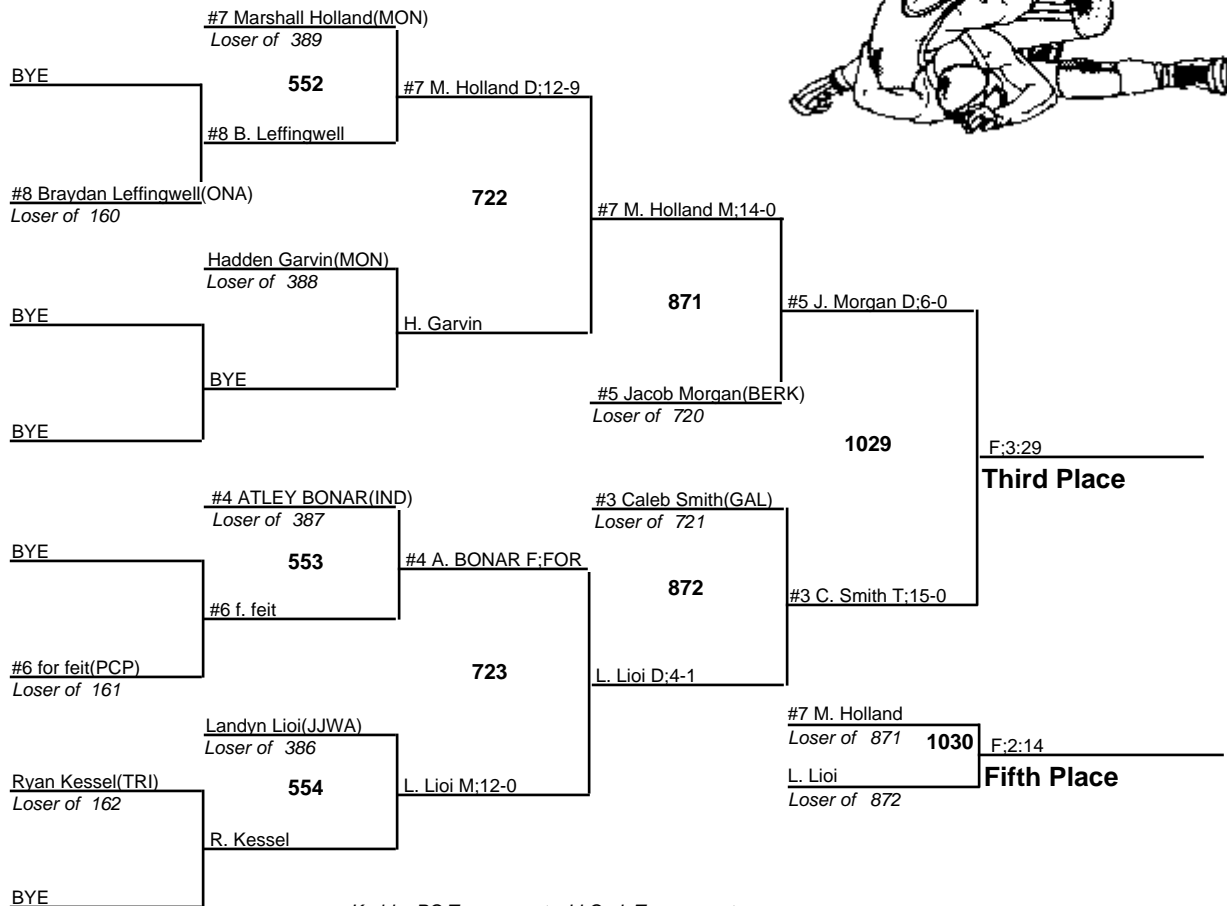 #7 Marshall Holland(MON)
Loser of 389
BYE
552
#7 M. Holland D;12-9
#8 B. Leffingwell
#8 Braydan Leffingwell(ONA)
Loser of 160
722
#7 M. Holland M;14-0
Hadden Garvin(MON)
Loser of 388
871
#5 J. Morgan D;6-0
BYE
H. Garvin
BYE
#5 Jacob Morgan(BERK)
Loser of 720
BYE
1029
F;3:29
Third Place
#4 ATLEY BONAR(IND)
Loser of 387
#3 Caleb Smith(GAL)
Loser of 721
BYE
553
#4 A. BONAR F;FOR
872
#3 C. Smith T;15-0
#6 f. feit
#6 for feit(PCP)
Loser of 161
723
L. Lioi D;4-1
Landyn Lioi(JJWA)
Loser of 386
#7 M. Holland
Loser of 871
1030
F;2:14
Fifth Place
Ryan Kessel(TRI)
Loser of 162
554
L. Lioi M;12-0
L. Lioi
Loser of 872
R. Kessel
BYE